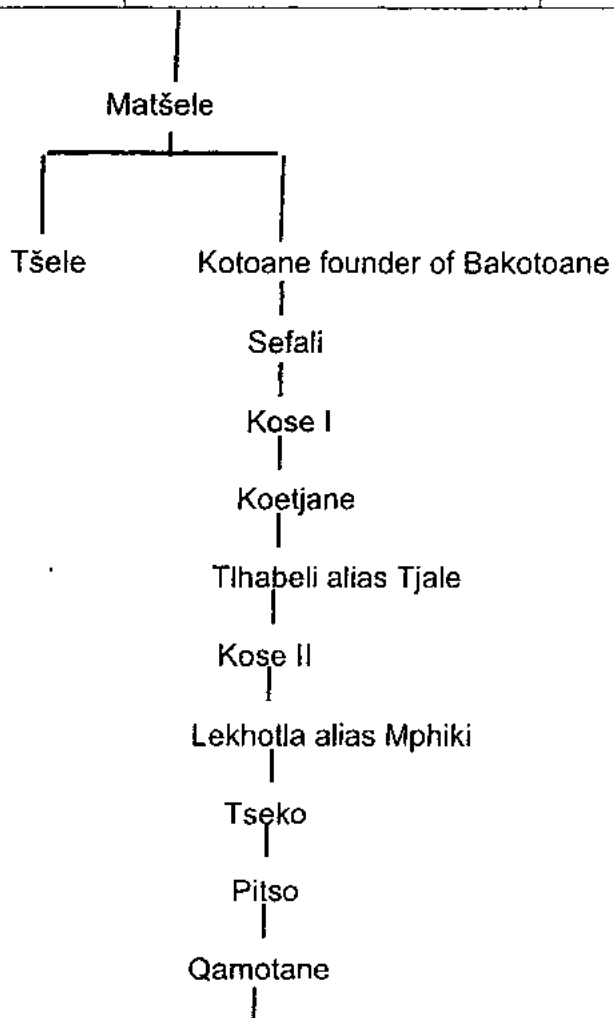 Matšele
Tšele Kotoane founder of Bakotoane
Sefali
Kose I
Koetjane
Tlhabeli alias Tjale
Kose II
Lekhotla alias Mphiki
Tseko
Pitso
Qamotane